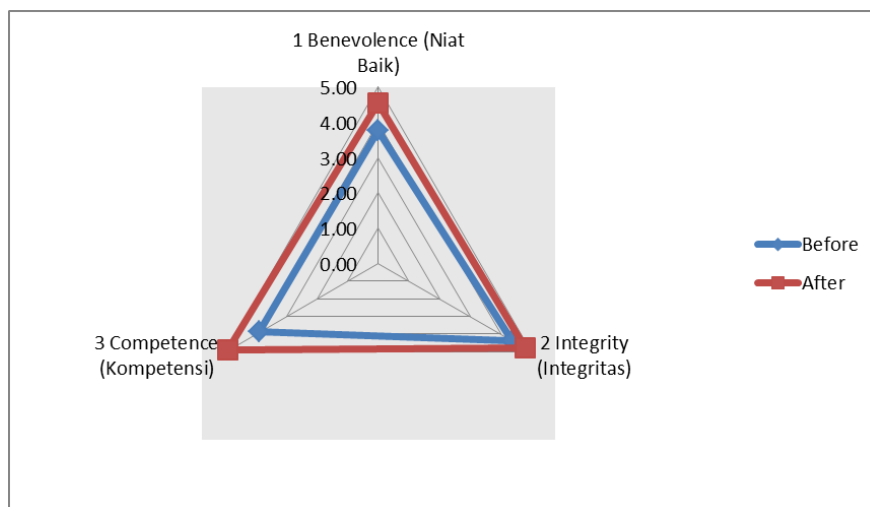 1 Benevolence (Niat
Baik)
5.00
4.00
3.00
2.00
1.00
0.00
Before
After
3 Competence
(Kompetensi)
2 Integrity
(Integritas)